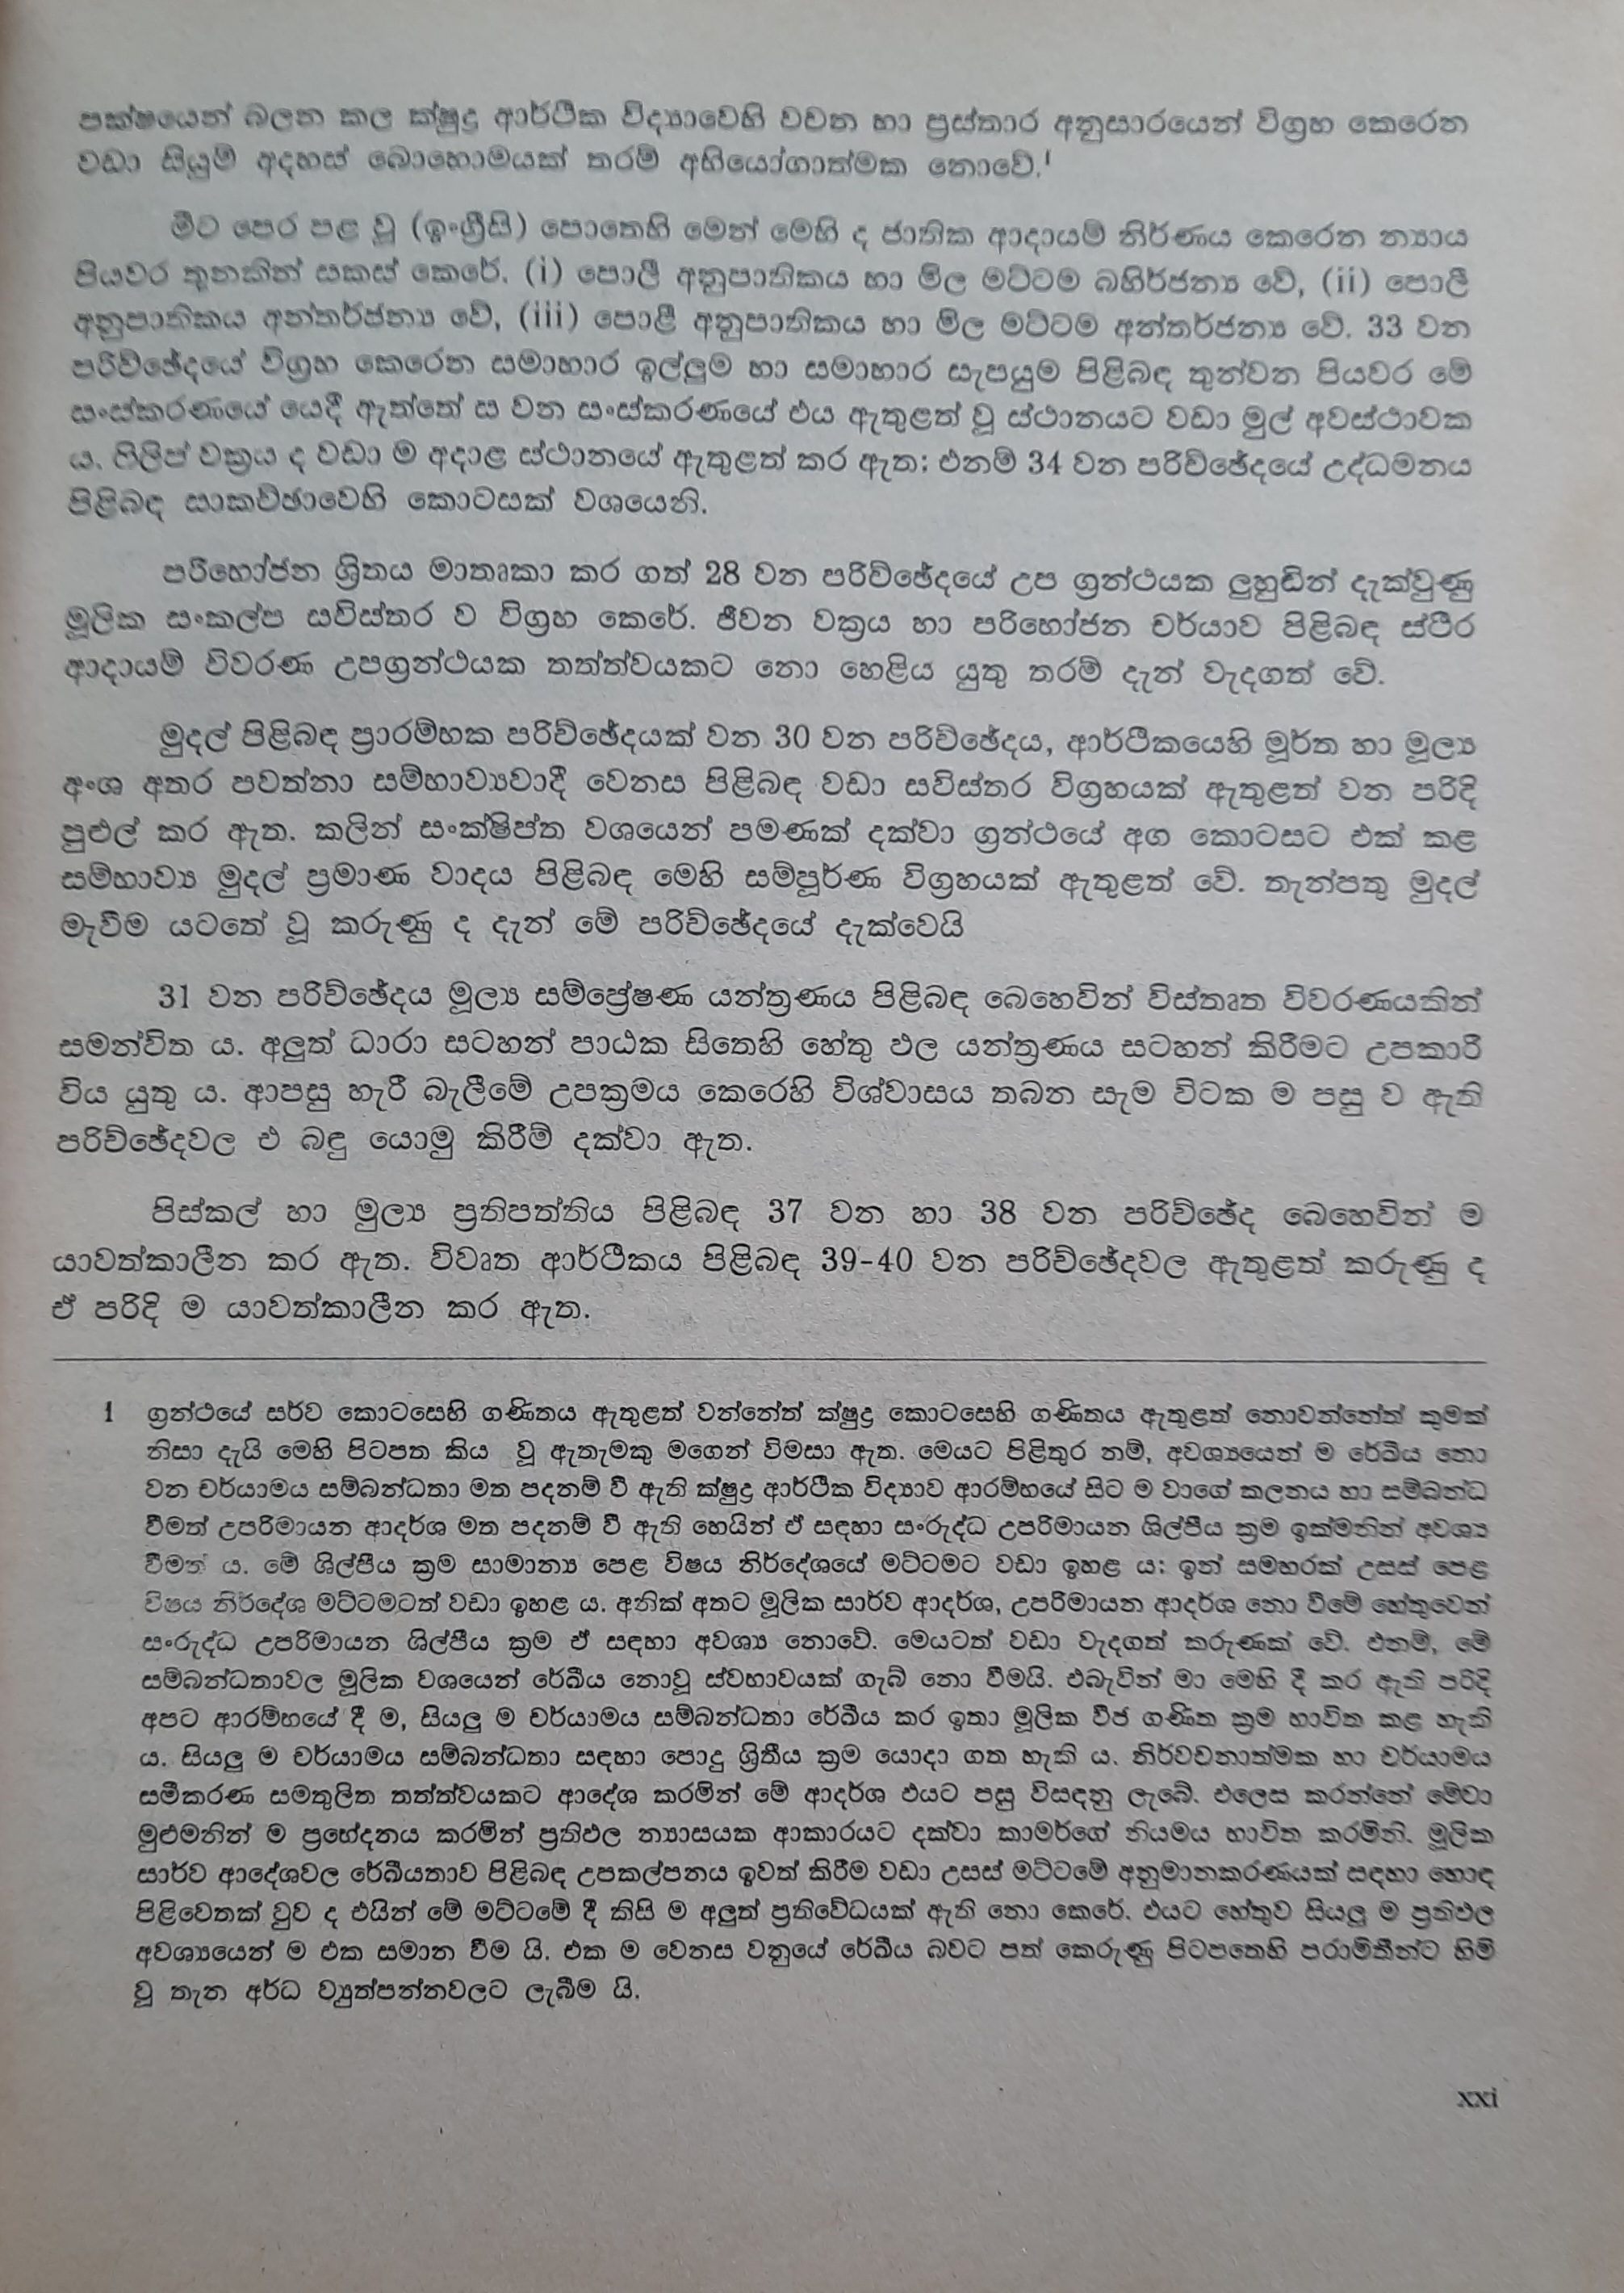 පක්ෂයෙන් බලන කල ක්ෂුද්‍ර ආර්ථික විද්‍යාවෙහි වචන හා ප්‍රස්තාර අනුසාරයෙන් විග්‍රහ කෙරෙන
වඩා සියුම් අදහස් බොහොමයක් තරම් අභියෝගාත්මක නොවේ.¹
මීට පෙර පළ වූ (ඉංග්‍රීසි) පොතෙහි මෙන් මෙහි ද ජාතික ආදායම් නිර්ණය කෙරෙන න්‍යාය
පියවර තුනකින් සකස් කෙරේ. (i) පොලී අනුපාතිකය හා මිල මට්ටම බහිර්ජන්‍ය වේ, (ii) පොලී
අනුපාතිකය අන්තර්ජන්‍ය වේ, (iii) පොළී අනුපාතිකය හා මිල මට්ටම අන්තර්ජන්‍ය වේ. 33 වන
පරිච්ඡේදයේ විග්‍රහ කෙරෙන සමාහාර ඉල්ලුම හා සමාහාර සැපයුම පිළිබඳ තුන්වන පියවර මේ
සංස්කරණයේ යෙදී ඇත්තේ ස වන සංස්කරණයේ එය ඇතුළත් වූ ස්ථානයට වඩා මුල් අවස්ථාවක
ය. ෆිලිප් වක්‍රය ද වඩා ම අදාළ ස්ථානයේ ඇතුළත් කර ඇත: එනම් 34 වන පරිච්ඡේදයේ උද්ධමනය
පිළිබඳ සාකච්ඡාවෙහි කොටසක් වශයෙනි.
පරිභෝජන ශ්‍රිතය මාතෘකා කර ගත් 28 වන පරිච්ඡේදයේ උප ග්‍රන්ථයක ලුහුඬින් දැක්වුණු
මූලික සංකල්ප සවිස්තර ව විග්‍රහ කෙරේ. ජීවන චක්‍රය හා පරිභෝජන චර්යාව පිළිබඳ ස්ථිර
ආදායම් විවරණ උපග්‍රන්ථයක තත්ත්වයකට නො හෙළිය යුතු තරම් දැන් වැදගත් වේ.
මුදල් පිළිබඳ ප්‍රාරම්භක පරිච්ඡේදයක් වන 30 වන පරිච්ඡේදය, ආර්ථිකයෙහි මූර්ත හා මූල්‍ය
අංශ අතර පවත්නා සම්භාව්‍යවාදී වෙනස පිළිබඳ වඩා සවිස්තර විග්‍රහයක් ඇතුළත් වන පරිදි
පුළුල් කර ඇත. කලින් සංක්ෂිප්ත වශයෙන් පමණක් දක්වා ග්‍රන්ථයේ අග කොටසට එක් කළ
සම්භාව්‍ය මුදල් ප්‍රමාණ වාදය පිළිබඳ මෙහි සම්පූර්ණ විග්‍රහයක් ඇතුළත් වේ. තැන්පතු මුදල්
මැවීම යටතේ වූ කරුණු ද දැන් මේ පරිච්ඡේදයේ දැක්වෙයි
31 වන පරිච්ඡේදය මූල්‍ය සම්ප්‍රේෂණ යන්ත්‍රණය පිළිබඳ බෙහෙවින් විස්තෘත විවරණයකින්
සමන්විත ය. අලුත් ධාරා සටහන් පාඨක සිතෙහි හේතු ඵල යන්ත්‍රණය සටහන් කිරීමට උපකාරී
විය යුතු ය. ආපසු හැරී බැලීමේ උපක්‍රමය කෙරෙහි විශ්වාසය තබන සැම විටක ම පසු ව ඇති
පරිච්ඡේදවල එ බඳු යොමු කිරීම් දක්වා ඇත.
පිස්කල් හා මුල්‍ය ප්‍රතිපත්තිය පිළිබඳ 37 වන හා 38 වන පරිච්ඡේද බෙහෙවින් ම
යාවත්කාලීන කර ඇත. විවෘත ආර්ථිකය පිළිබඳ 39-40 වන පරිච්ඡේදවල ඇතුළත් කරුණු ද
ඒ පරිදි ම යාවත්කාලීන කර ඇත.
1 ග්‍රන්ථයේ සර්ව කොටසෙහි ගණිතය ඇතුළත් වන්නේත් ක්ෂුද්‍ර කොටසෙහි ගණිතය ඇතුළත් නොවන්නේත් කුමක්
නිසා දැයි මෙහි පිටපත කිය වූ ඇතැමකු මගෙන් විමසා ඇත. මෙයට පිළිතුර නම්, අවශ්‍යයෙන් ම රේඛීය නො
වන චර්යාමය සම්බන්ධතා මත පදනම් වී ඇති ක්ෂුද්‍ර ආර්ථික විද්‍යාව ආරම්භයේ සිට ම වාගේ කලනය හා සම්බන්ධ
වීමත් උපරිමායන ආදර්ශ මත පදනම් වී ඇති හෙයින් ඒ සඳහා සංරුද්ධ උපරිමායන ශිල්පීය ක්‍රම ඉක්මනින් අවශ්‍ය
වීමත් ය. මේ ශිල්පීය ක්‍රම සාමාන්‍ය පෙළ විෂය නිර්දේශයේ මට්ටමට වඩා ඉහළ ය: ඉන් සමහරක් උසස් පෙළ
විෂය නිර්දේශ මට්ටමටත් වඩා ඉහළ ය. අනික් අතට මූලික සාර්ව ආදර්ශ, උපරිමායන ආදර්ශ නො වීමේ හේතුවෙන්
සංරුද්ධ උපරිමායන ශිල්පීය ක්‍රම ඒ සඳහා අවශ්‍ය නොවේ. මෙයටත් වඩා වැදගත් කරුණක් වේ. එනම්, මේ
සම්බන්ධතාවල මූලික වශයෙන් රේඛීය නොවූ ස්වභාවයක් ගැබ් නො වීමයි. එබැවින් මා මෙහි දී කර ඇති පරිදි
අපට ආරම්භයේ දී ම, සියලු ම චර්යාමය සම්බන්ධතා රේඛීය කර ඉතා මූලික වීජ ගණිත ක්‍රම භාවිත කළ හැකි
ය. සියලු ම චර්යාමය සම්බන්ධතා සඳහා පොදු ශ්‍රිතීය ක්‍රම යොදා ගත හැකි ය. නිර්වචනාත්මක හා චර්යාමය
සමීකරණ සමතුලිත තත්ත්වයකට ආදේශ කරමින් මේ ආදර්ශ එයට පසු විසඳනු ලැබේ. එලෙස කරන්නේ මේවා
මුළුමනින් ම ප්‍රභේදනය කරමින් ප්‍රතිඵල න්‍යාසයක ආකාරයට දක්වා කාමර්ගේ නියමය භාවිත කරමිනි. මූලික
සාර්ව ආදේශවල රේඛීයතාව පිළිබඳ උපකල්පනය ඉවත් කිරීම වඩා උසස් මට්ටමේ අනුමානකරණයක් සඳහා හොඳ
පිළිවෙතක් වුව ද එයින් මේ මට්ටමේ දී කිසි ම අලුත් ප්‍රතිවේධයක් ඇති නො කෙරේ. එයට හේතුව සියලු ම ප්‍රතිඵල
අවශ්‍යයෙන් ම එක සමාන වීම යි. එක ම වෙනස වනුයේ රේඛීය බවට පත් කෙරුණු පිටපතෙහි පරාමිතීන්ට හිමි
වූ තැන අර්ධ ව්‍යුත්පන්නවලට ලැබීම යි.
xxi